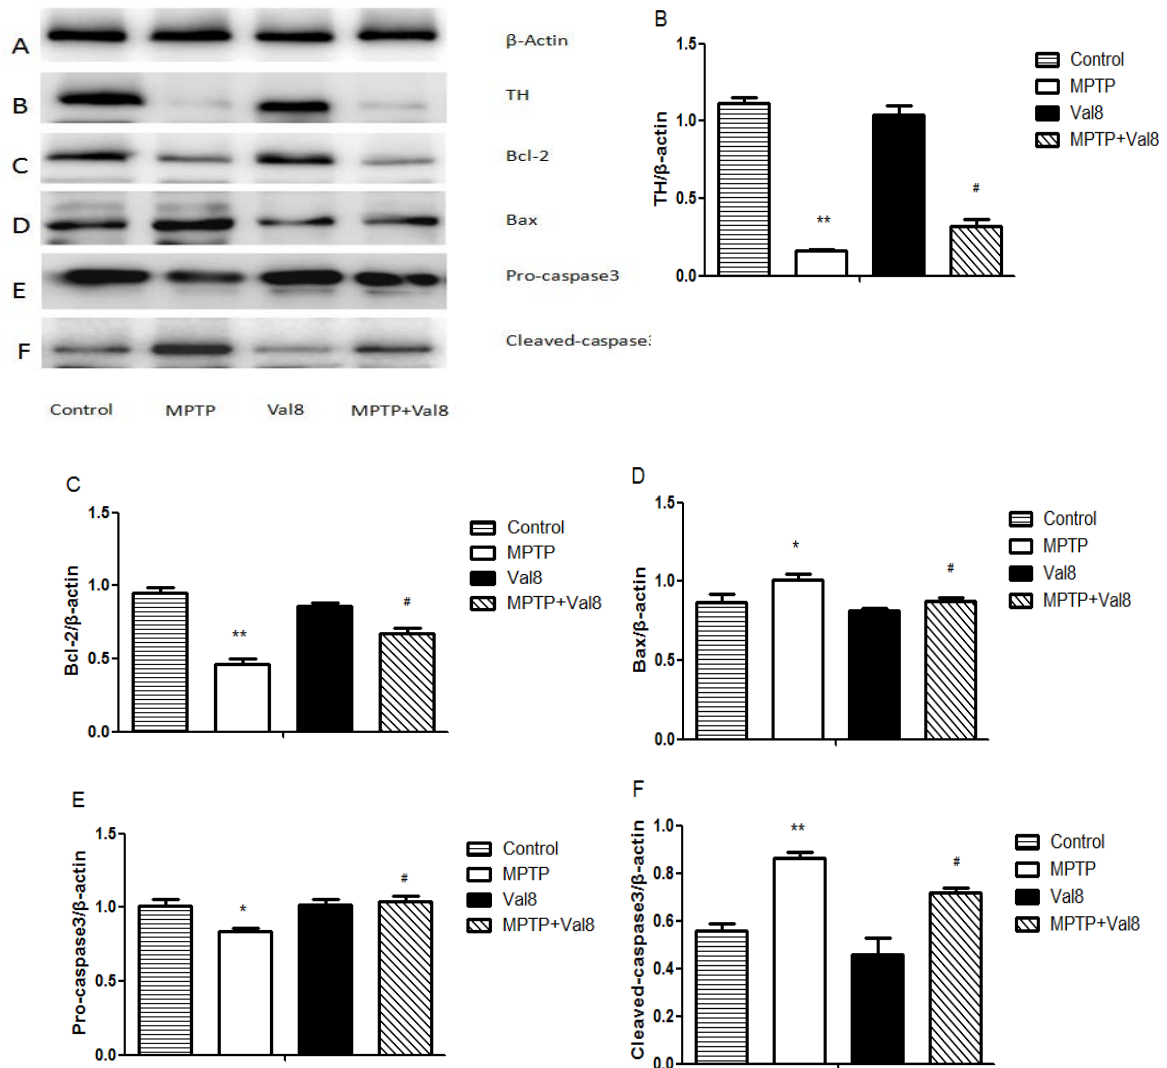 A
β-Actin
B
TH
C
Bcl-2
D
Bax
E
Pro-caspase3
F
Cleaved-caspase3
Control MPTP Val8 MPTP+Val8
B
TH/β-actin
1.5
1.0
0.5
0.0
**
#
Control
MPTP
Val8
MPTP+Val8
C
Bcl-2/β-actin
1.5
1.0
0.5
0.0
**
#
Control
MPTP
Val8
MPTP+Val8
D
Bax/β-actin
1.5
1.0
0.5
0.0
*
#
Control
MPTP
Val8
MPTP+Val8
E
Pro-caspase3/β-actin
1.5
1.0
0.5
0.0
*
#
Control
MPTP
Val8
MPTP+Val8
F
Cleaved-caspase3/β-actin
1.0
0.8
0.6
0.4
0.2
0.0
**
#
Control
MPTP
Val8
MPTP+Val8